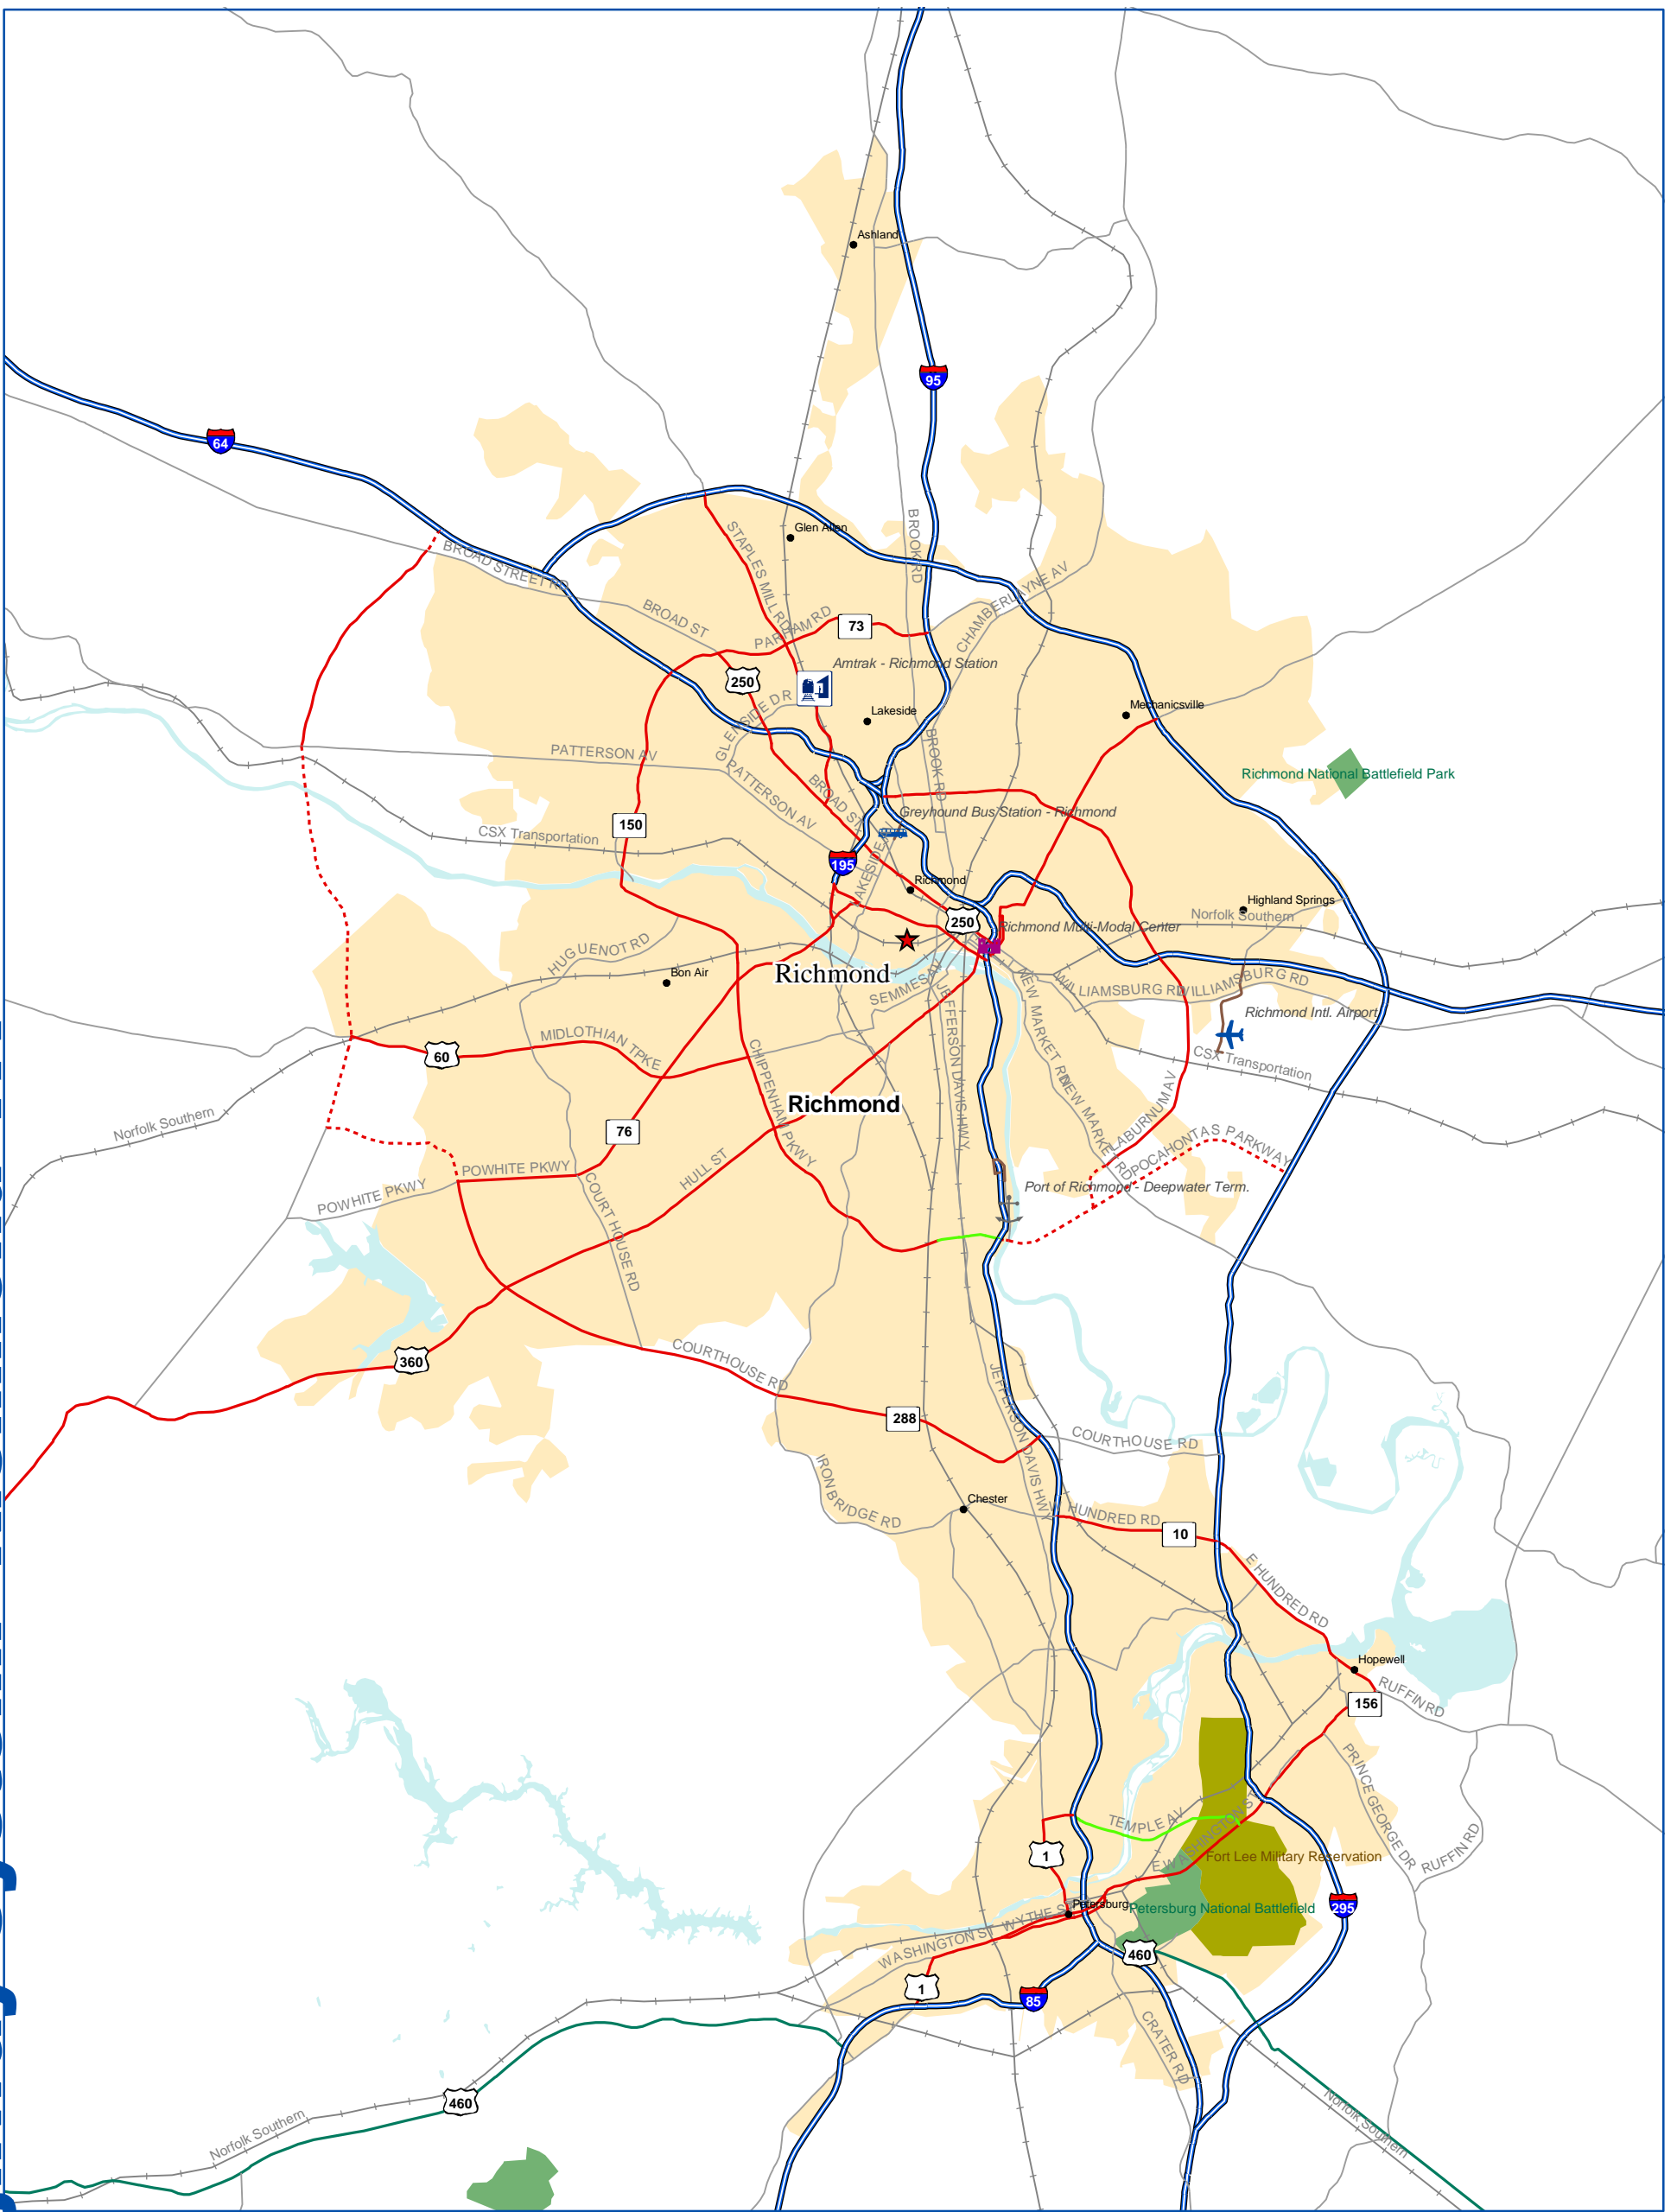 Ashland
95
64
BROOK RD
Glen Allen
STAPLES MILL RD
BROAD STREET RD
CHAMBERLAYNE AV
BROAD ST
PARHAM RD
73
Amtrak - Richmond Station
250
GLENSIDE DR
Lakeside
Mechanicsville
PATTERSON AV
BROOK RD
Richmond National Battlefield Park
PATTERSON AV
BROAD ST
Greyhound Bus Station - Richmond
150
CSX Transportation
195
LAKESIDE AV
Richmond
Highland Springs
250
Norfolk Southern
Richmond Multi-Modal Center
HUGUENOT RD
Bon Air
Richmond
SEMMES AV
WILLIAMSBURG RD
WILLIAMSBURG RD
NEW MARKET RD
JEFFERSON DAVIS HWY
Richmond Intl. Airport
MIDLOTHIAN TPKE
60
CHIPPENHAM PKWY
CSX Transportation
Richmond
NEW MARKET RD
LABURNUM AV
Norfolk Southern
76
POCAHONTAS PARKWAY
HULL ST
POWHITE PKWY
POWHITE PKWY
COURT HOUSE RD
Port of Richmond - Deepwater Term.
COURTHOUSE RD
360
JEFFERSON DAVIS HWY
288
COURTHOUSE RD
IRON BRIDGE RD
Chester
W HUNDRED RD
10
E HUNDRED RD
Hopewell
RUFFIN RD
156
PRINCE GEORGE DR
TEMPLE AV
E WASHINGTON ST
1
RUFFIN RD
Fort Lee Military Reservation
Petersburg
Petersburg National Battlefield
295
WASHINGTON ST
WYTHE ST
460
1
85
CRATER RD
460
Norfolk Southern
Norfolk Southern